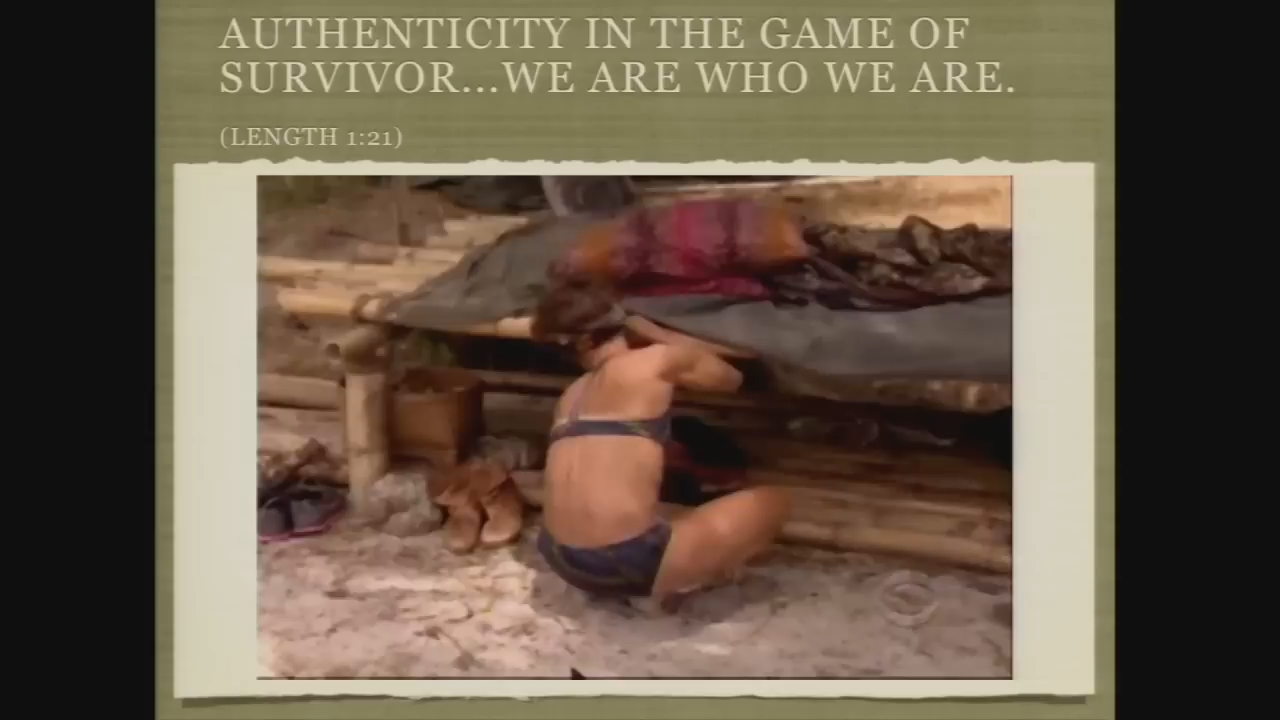 AUTHENTICITY IN THE GAME OF
SURVIVOR...WE ARE WHO WE ARE.
(LENGTH 1:21)